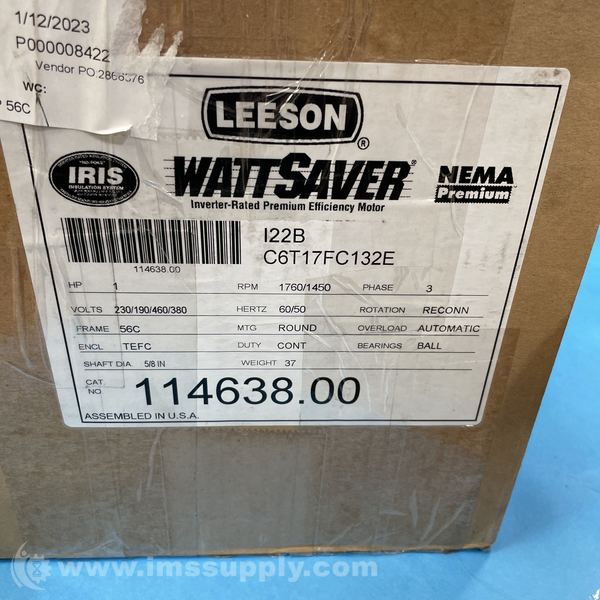 1/12/2023
P000008422
Vendor PO 2866376
WC:
P 56C
LEESON
®
IRIS
INSULATION SYSTEM
WATTSAVER®
Inverter-Rated Premium Efficiency Motor
NEMA
Premium
114638.00
I22B
C6T17FC132E
HP 1 RPM 1760/1450 PHASE 3
VOLTS 230/190/460/380 HERTZ 60/50 ROTATION RECONN
FRAME 56C MTG ROUND OVERLOAD AUTOMATIC
ENCL TEFC DUTY CONT BEARINGS BALL
SHAFT DIA. 5/8 IN WEIGHT 37
CAT. NO. 114638.00
ASSEMBLED IN U.S.A.
www.imssupply.com